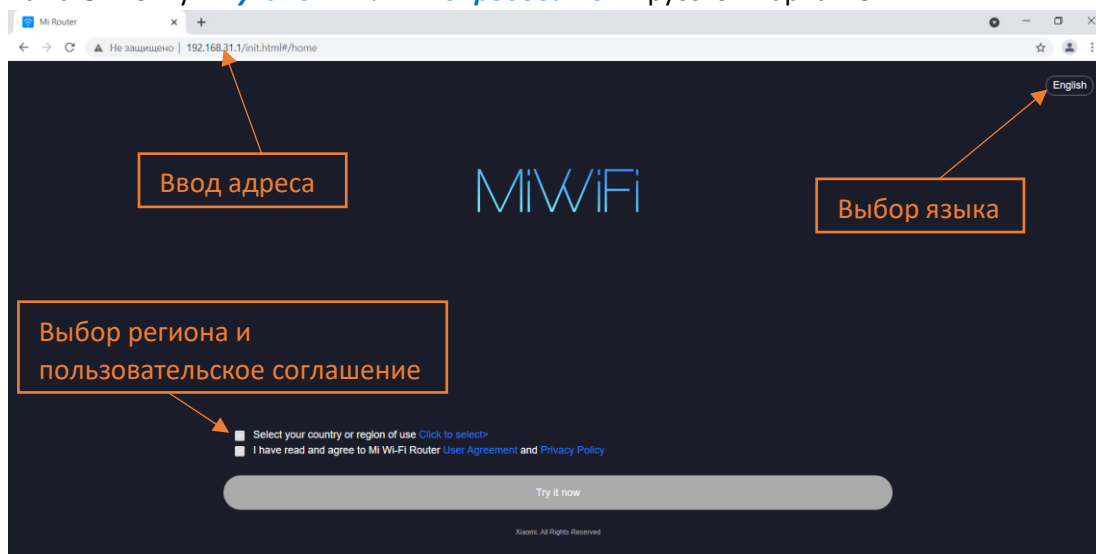 Mi Router
Не защищено | 192.168.31.1/init.html#/home
English
Ввод адреса
MiWiFi
Выбор языка
Выбор региона и
пользовательское соглашение
Select your country or region of use Click to select>
I have read and agree to Mi Wi-Fi Router User Agreement and Privacy Policy
Try it now
Xiaomi. All Rights Reserved